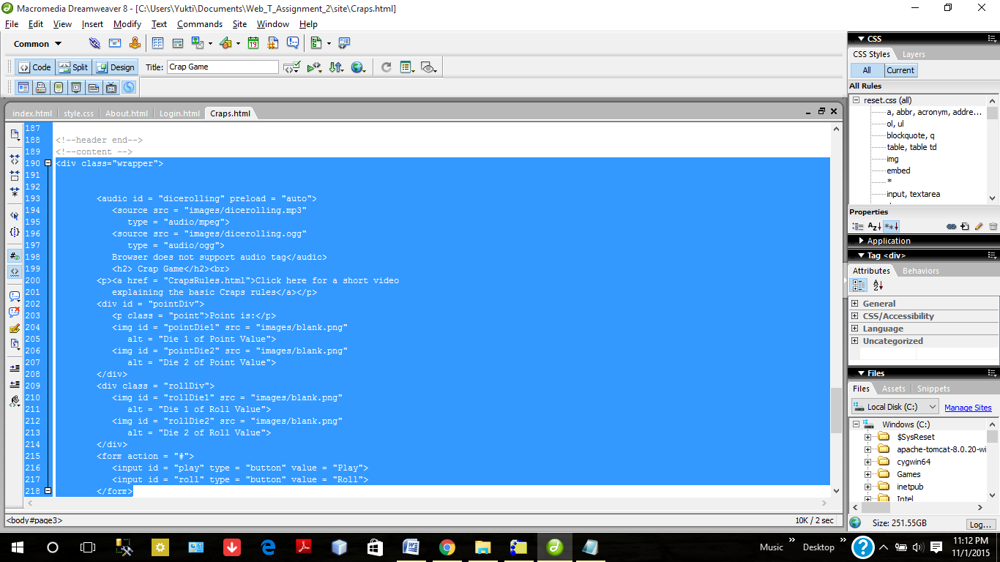 Macromedia Dreamweaver 8 - [C:\Users\Yukti\Documents\Web_T_Assignment_2\site\Craps.html]
File Edit View Insert Modify Text Commands Site Window Help
Common
Code Split Design Title: Crap Game
index.html style.css About.html Login.html Craps.html
187
188 <!--header end-->
189 <!--content -->
190 <div class="wrapper">
191
192
193 <audio id = "dicerolling" preload = "auto">
194 <source src = "images/dicerolling.mp3"
195 type = "audio/mpeg">
196 <source src = "images/dicerolling.ogg"
197 type = "audio/ogg">
198 Browser does not support audio tag</audio>
199 <h2> Crap Game</h2><br>
200 <p><a href = "CrapsRules.html">Click here for a short video
201 explaining the basic Craps rules</a></p>
202 <div id = "pointDiv">
203 <p class = "point">Point is:</p>
204 <img id = "pointDie1" src = "images/blank.png"
205 alt = "Die 1 of Point Value">
206 <img id = "pointDie2" src = "images/blank.png"
207 alt = "Die 2 of Point Value">
208 </div>
209 <div class = "rollDiv">
210 <img id = "rollDie1" src = "images/blank.png"
211 alt = "Die 1 of Roll Value">
212 <img id = "rollDie2" src = "images/blank.png"
213 alt = "Die 2 of Roll Value">
214 </div>
215 <form action = "#">
216 <input id = "play" type = "button" value = "Play">
217 <input id = "roll" type = "button" value = "Roll">
218 </form>
<body#page3> 10K / 2 sec
CSS
CSS Styles Layers
All Current
All Rules
reset.css (all)
a, abbr, acronym, addre...
ol, ul
blockquote, q
table, table td
img
embed
*
input, textarea
Properties
Application
Tag <div>
Attributes Behaviors
General
CSS/Accessibility
Language
Uncategorized
Files
Files Assets Snippets
Local Disk (C:) Manage Sites
Windows (C:)
$SysReset
apache-tomcat-8.0.20-wi
cygwin64
Games
inetpub
Intel
Size: 251.55GB Log...
Music Desktop
11:12 PM
11/1/2015